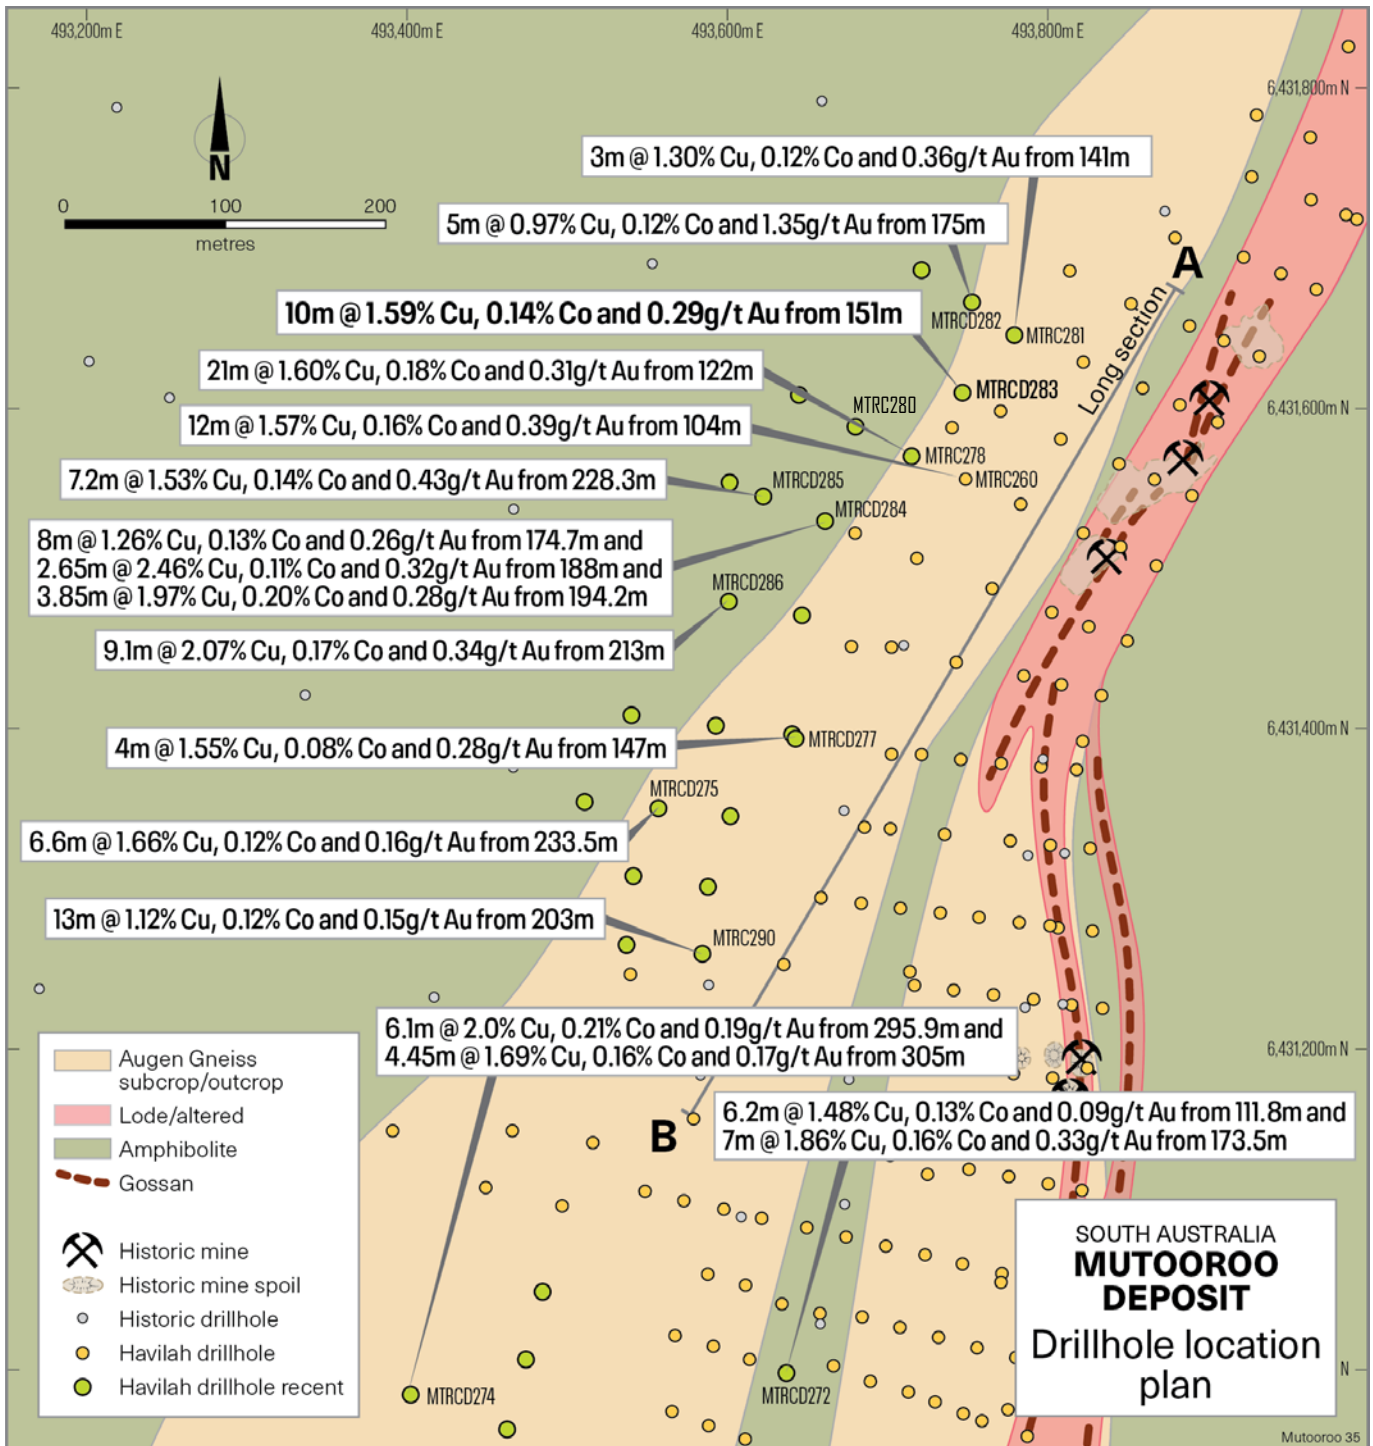 493,200m E
493,400m E
493,600m E
493,800m E
6,431,800m N
N
0 100 200
metres
3m @ 1.30% Cu, 0.12% Co and 0.36g/t Au from 141m
5m @ 0.97% Cu, 0.12% Co and 1.35g/t Au from 175m
A
Long section
10m @ 1.59% Cu, 0.14% Co and 0.29g/t Au from 151m
MTRCD282
MTRC281
21m @ 1.60% Cu, 0.18% Co and 0.31g/t Au from 122m
MTRCD283
MTRC280
6,431,600m N
12m @ 1.57% Cu, 0.16% Co and 0.39g/t Au from 104m
MTRC278
7.2m @ 1.53% Cu, 0.14% Co and 0.43g/t Au from 228.3m
MTRCD285
MTRC260
MTRCD284
8m @ 1.26% Cu, 0.13% Co and 0.26g/t Au from 174.7m and
2.65m @ 2.46% Cu, 0.11% Co and 0.32g/t Au from 188m and
3.85m @ 1.97% Cu, 0.20% Co and 0.28g/t Au from 194.2m
MTRCD286
9.1m @ 2.07% Cu, 0.17% Co and 0.34g/t Au from 213m
6,431,400m N
4m @ 1.55% Cu, 0.08% Co and 0.28g/t Au from 147m
MTRCD277
MTRCD275
6.6m @ 1.66% Cu, 0.12% Co and 0.16g/t Au from 233.5m
13m @ 1.12% Cu, 0.12% Co and 0.15g/t Au from 203m
MTRC290
6.1m @ 2.0% Cu, 0.21% Co and 0.19g/t Au from 295.9m and
4.45m @ 1.69% Cu, 0.16% Co and 0.17g/t Au from 305m
6,431,200m N
B
6.2m @ 1.48% Cu, 0.13% Co and 0.09g/t Au from 111.8m and
7m @ 1.86% Cu, 0.16% Co and 0.33g/t Au from 173.5m
Augen Gneiss
subcrop/outcrop
Lode/altered
Amphibolite
Gossan
Historic mine
Historic mine spoil
Historic drillhole
Havilah drillhole
Havilah drillhole recent
MTRCD274
MTRCD272
N
SOUTH AUSTRALIA
MUTOOROO
DEPOSIT
Drillhole location
plan
Mutooroo 35